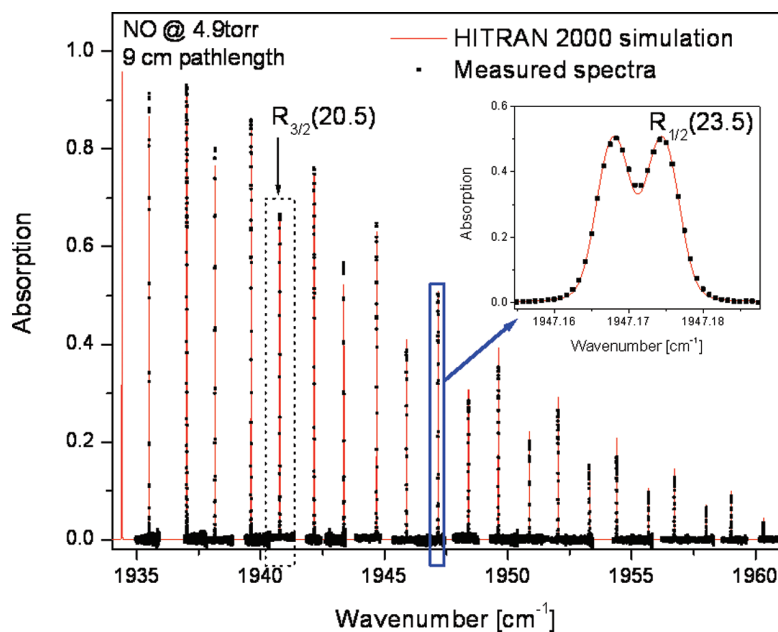 NO @ 4.9torr
9 cm pathlength
HITRAN 2000 simulation
Measured spectra
R3/2(20.5)
R1/2(23.5)
Absorption
0.6
0.4
0.2
0.0
1947.16
1947.17
1947.18
Wavenumber [cm-1]
Absorption
1.0
0.8
0.6
0.4
0.2
0.0
1935
1940
1945
1950
1955
1960
Wavenumber [cm-1]